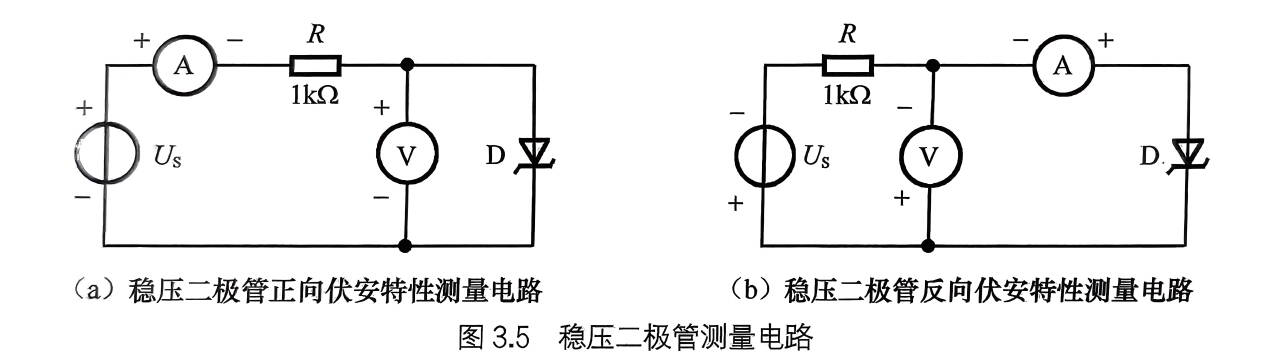 + A − R
1kΩ
+ US −
+ V −
D
R − A +
1kΩ
− US +
− V +
D.
（a）稳压二极管正向伏安特性测量电路
（b）稳压二极管反向伏安特性测量电路
图 3.5 稳压二极管测量电路